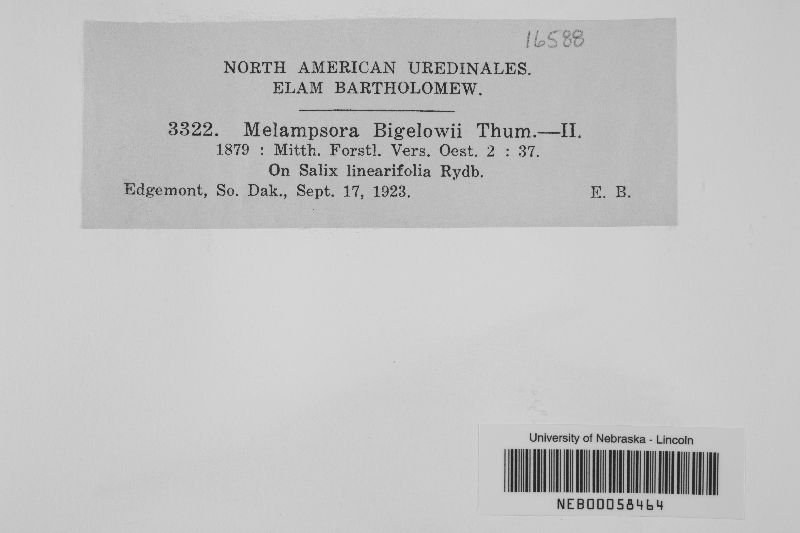 16588
NORTH AMERICAN UREDINALES.
ELAM BARTHOLOMEW.
3322. Melampsora Bigelowii Thum.—II.
1879 : Mitth. Forstl. Vers. Oest. 2 : 37.
On Salix linearifolia Rydb.
Edgemont, So. Dak., Sept. 17, 1923. E. B.
University of Nebraska - Lincoln
NEB00058464